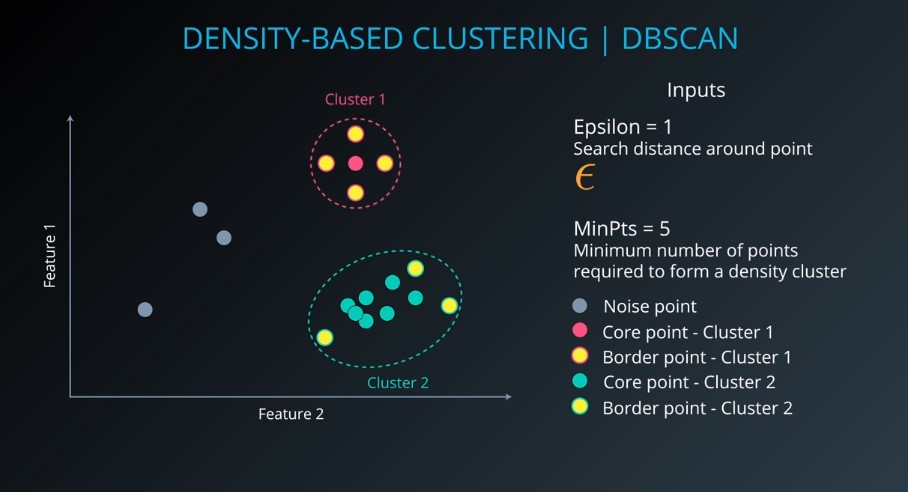 DENSITY-BASED CLUSTERING | DBSCAN
Cluster 1
Feature 1
Cluster 2
Feature 2
Inputs
Epsilon = 1
Search distance around point
ϵ
MinPts = 5
Minimum number of points
required to form a density cluster
Noise point
Core point - Cluster 1
Border point - Cluster 1
Core point - Cluster 2
Border point - Cluster 2